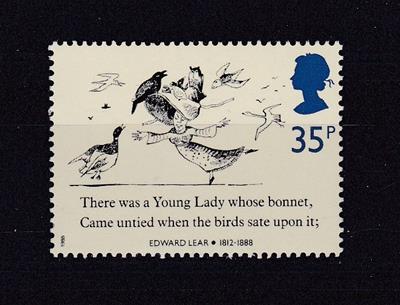 35P
There was a Young Lady whose bonnet,
Came untied when the birds sate upon it;
EDWARD LEAR • 1812-1888
1988